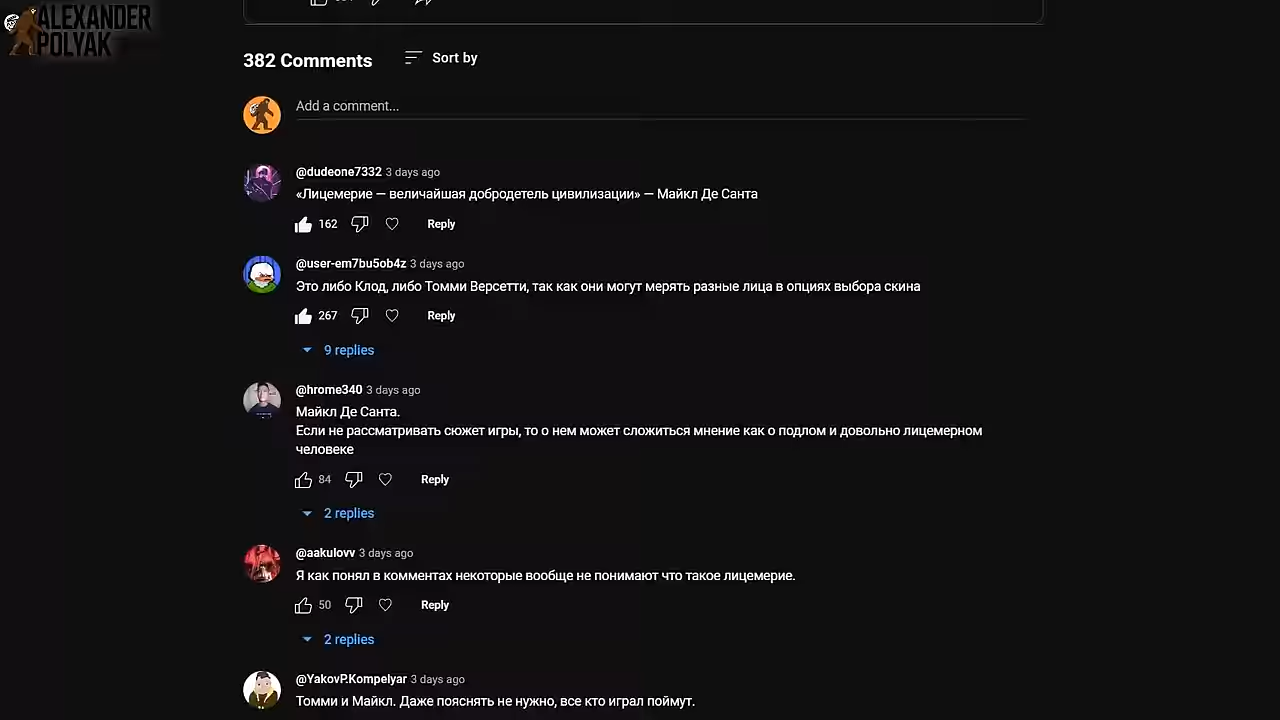 ALEXANDER
POLYAK
382 Comments
Sort by
Add a comment...
@dudeone7332 3 days ago
«Лицемерие — величайшая добродетель цивилизации» — Майкл Де Санта
162
Reply
@user-em7bu5ob4z 3 days ago
Это либо Клод, либо Томми Версетти, так как они могут мерять разные лица в опциях выбора скина
267
Reply
9 replies
@hrome340 3 days ago
Майкл Де Санта.
Если не рассматривать сюжет игры, то о нем может сложиться мнение как о подлом и довольно лицемерном
человеке
84
Reply
2 replies
@aakulovv 3 days ago
Я как понял в комментах некоторые вообще не понимают что такое лицемерие.
50
Reply
2 replies
@YakovP.Kompelyar 3 days ago
Томми и Майкл. Даже пояснять не нужно, все кто играл поймут.